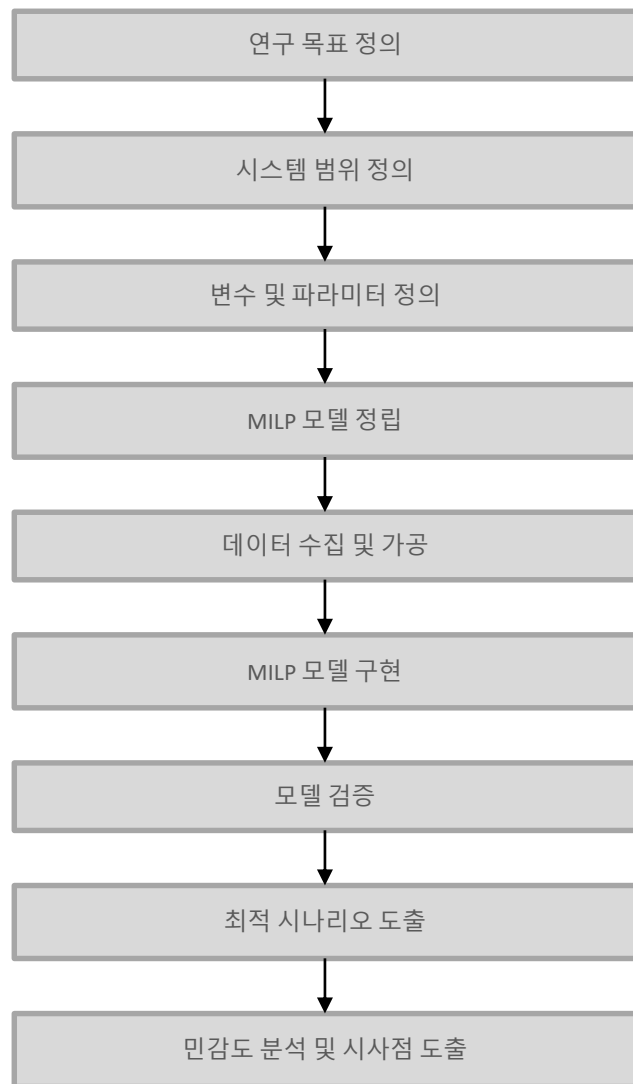 연구 목표 정의
시스템 범위 정의
변수 및 파라미터 정의
MILP 모델 정립
데이터 수집 및 가공
MILP 모델 구현
모델 검증
최적 시나리오 도출
민감도 분석 및 시사점 도출